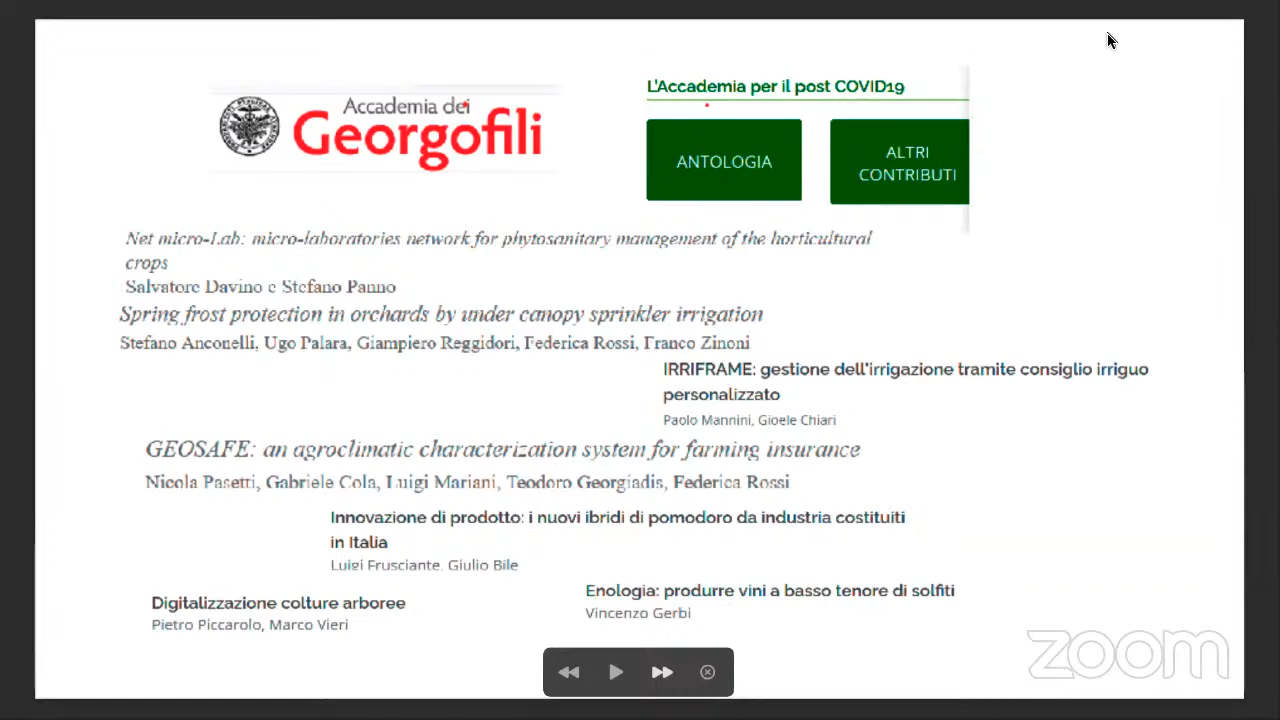 Accademia dei
Georgofili
L'Accademia per il post COVID19
ANTOLOGIA
ALTRI
CONTRIBUTI
Net micro-Lab: micro-laboratories network for phytosanitary management of the horticultural
crops
Salvatore Davino e Stefano Panno
Spring frost protection in orchards by under canopy sprinkler irrigation
Stefano Anconelli, Ugo Palara, Giampiero Reggidori, Federica Rossi, Franco Zinoni
IRRIFRAME: gestione dell'irrigazione tramite consiglio irriguo
personalizzato
Paolo Mannini, Gioele Chiari
GEOSAFE: an agroclimatic characterization system for farming insurance
Nicola Pasetti, Gabriele Cola, Luigi Mariani, Teodoro Georgiadis, Federica Rossi
Innovazione di prodotto: i nuovi ibridi di pomodoro da industria costituiti
in Italia
Luigi Frusciante, Giulio Bile
Enologia: produrre vini a basso tenore di solfiti
Vincenzo Gerbi
Digitalizzazione colture arboree
Pietro Piccarolo, Marco Vieri
zoom